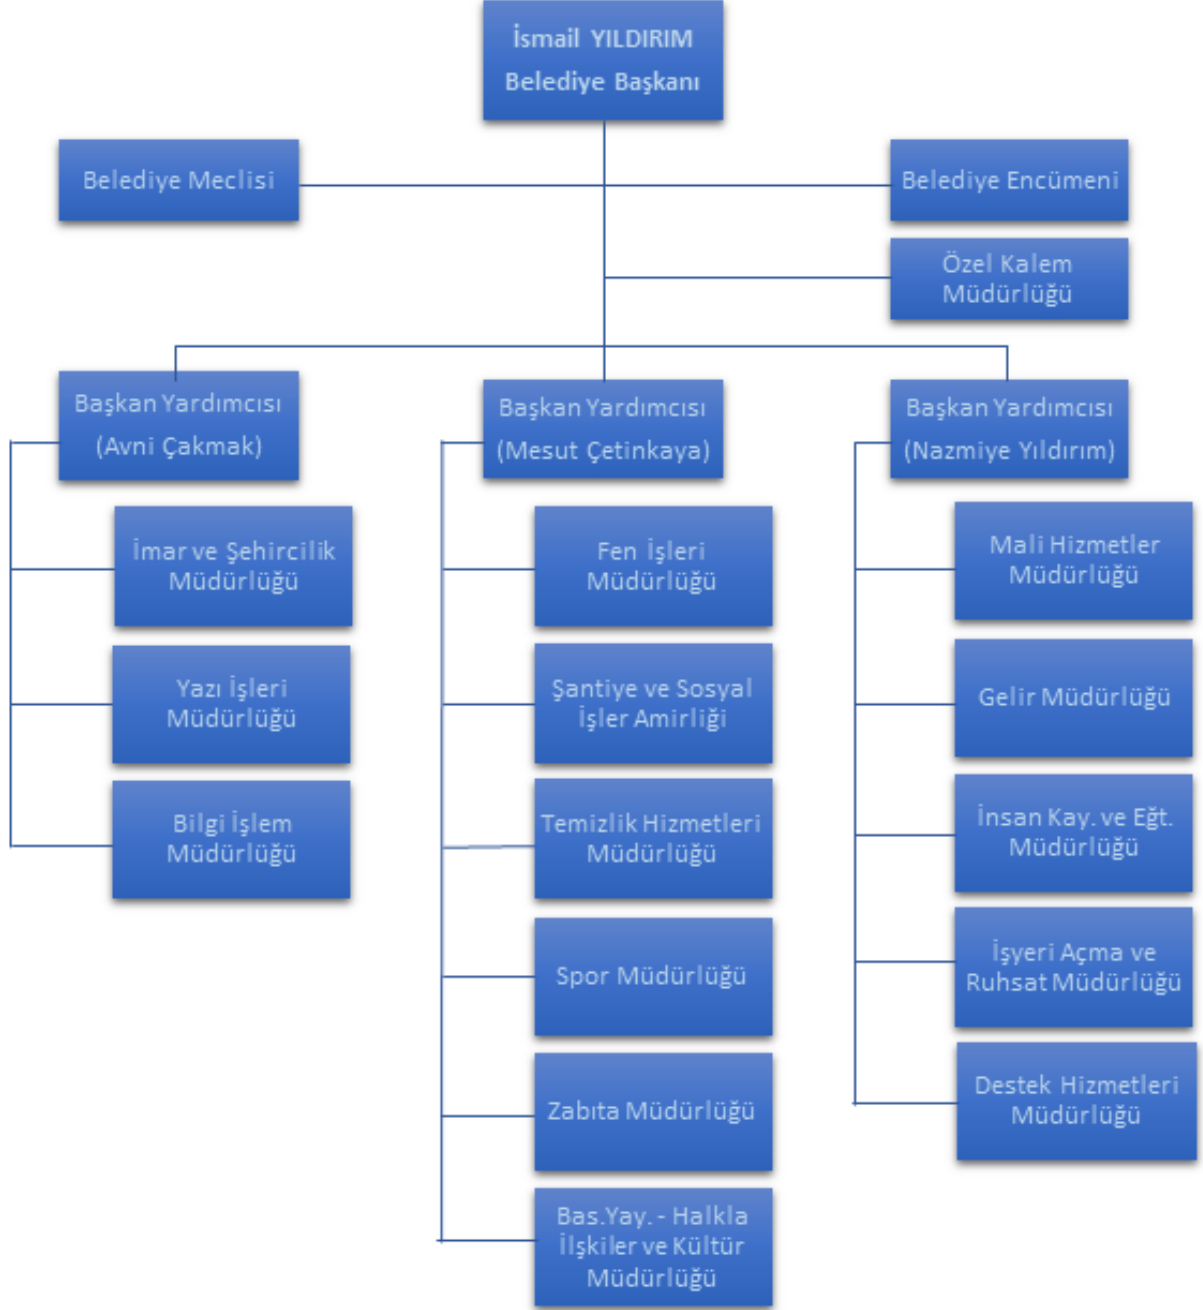 İsmail YILDIRIM
Belediye Başkanı
Belediye Meclisi
Belediye Encümeni
Özel Kalem
Müdürlüğü
Başkan Yardımcısı
(Avni Çakmak)
İmar ve Şehircilik
Müdürlüğü
Yazı İşleri
Müdürlüğü
Bilgi İşlem
Müdürlüğü
Başkan Yardımcısı
(Mesut Çetinkaya)
Fen İşleri
Müdürlüğü
Şantiye ve Sosyal
İşler Amirliği
Temizlik Hizmetleri
Müdürlüğü
Spor Müdürlüğü
Zabıta Müdürlüğü
Bas.Yay. - Halkla
İlşkiler ve Kültür
Müdürlüğü
Başkan Yardımcısı
(Nazmiye Yıldırım)
Mali Hizmetler
Müdürlüğü
Gelir Müdürlüğü
İnsan Kay. ve Eğt.
Müdürlüğü
İşyeri Açma ve
Ruhsat Müdürlüğü
Destek Hizmetleri
Müdürlüğü